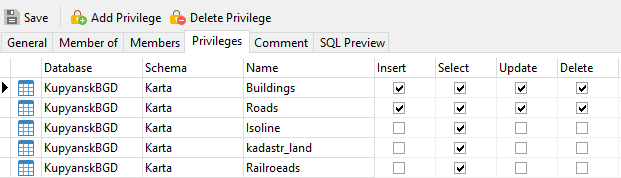 Save Add Privilege Delete Privilege
General Member of Members Privileges Comment SQL Preview
Database Schema Name Insert Select Update Delete
KupyanskBGD Karta Buildings
KupyanskBGD Karta Roads
KupyanskBGD Karta Isoline
KupyanskBGD Karta kadastr_land
KupyanskBGD Karta Railroeads